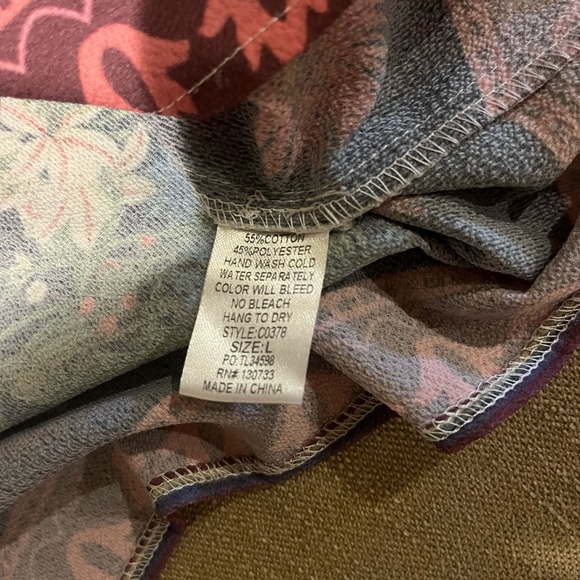 55%COTTON
45%POLYESTER
HAND WASH COLD
WATER SEPARATELY
COLOR WILL BLEED
NO BLEACH
HANG TO DRY
STYLE:C0378
SIZE:L
PO:TL34598
RN# 130733
MADE IN CHINA